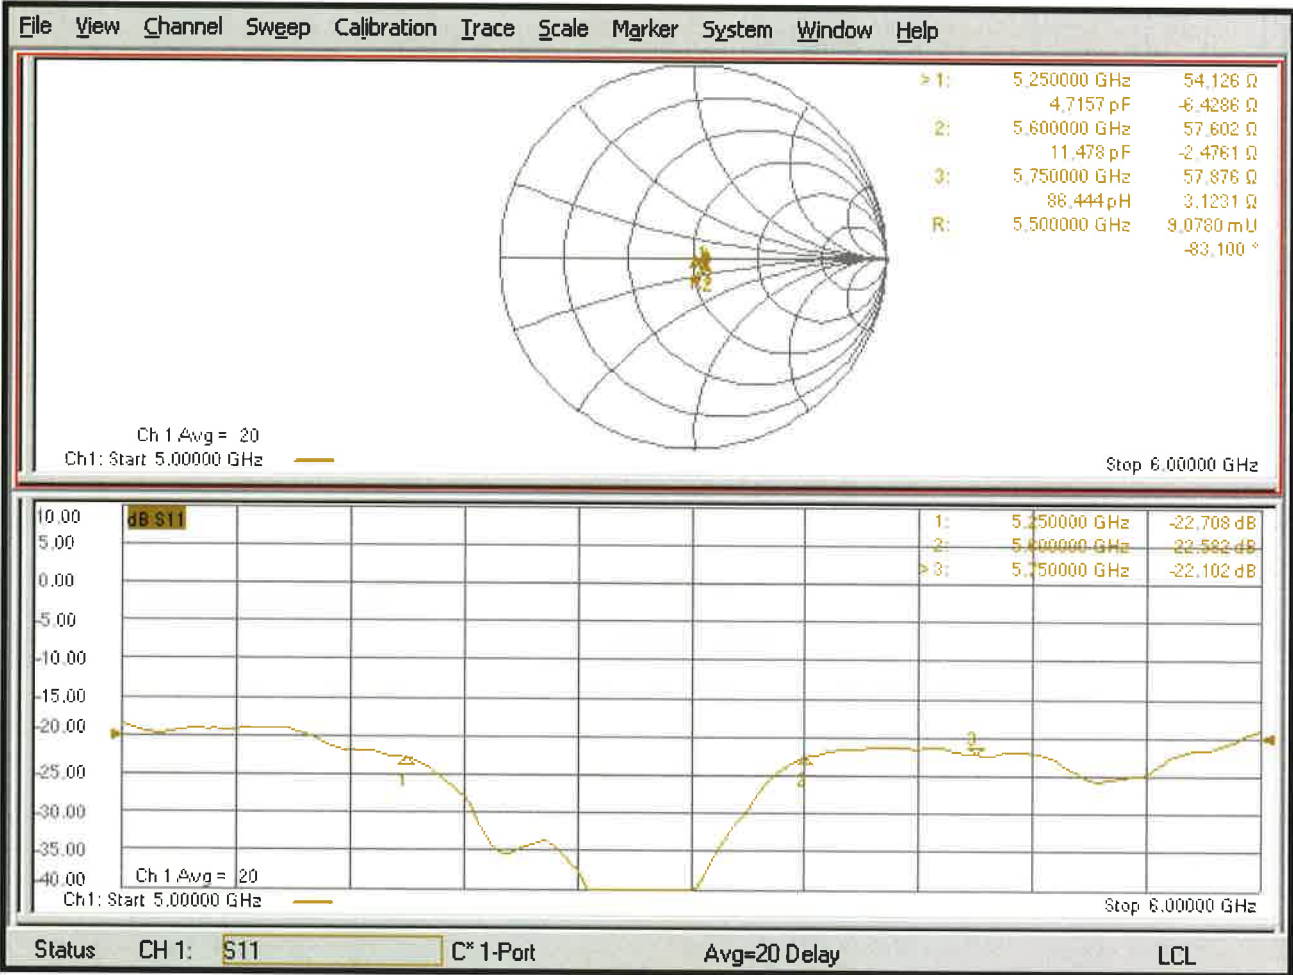 File View Channel Sweep Calibration Trace Scale Marker System Window Help
> 1: 5,250000 GHz 54,126 Ω
4,7157 pF -6,4286 Ω
2: 5,600000 GHz 57,602 Ω
11,478 pF -2,4761 Ω
3: 5,750000 GHz 57,876 Ω
86,444 pH 3,1231 Ω
R: 5,500000 GHz 9,0780 mU
-83,100 °
2
Ch 1 Avg = 20
Ch1: Start 5,00000 GHz
Stop 6,00000 GHz
10,00 dB S11
5,00
0,00
-5,00
-10,00
-15,00
-20,00
-25,00
-30,00
-35,00
-40,00
1: 5,250000 GHz -22,708 dB
2: 5,600000 GHz -22,582 dB
> 3: 5,750000 GHz -22,102 dB
1
2
3
Ch 1 Avg = 20
Ch1: Start 5,00000 GHz
Stop 6,00000 GHz
Status CH 1: S11 C* 1-Port Avg=20 Delay LCL